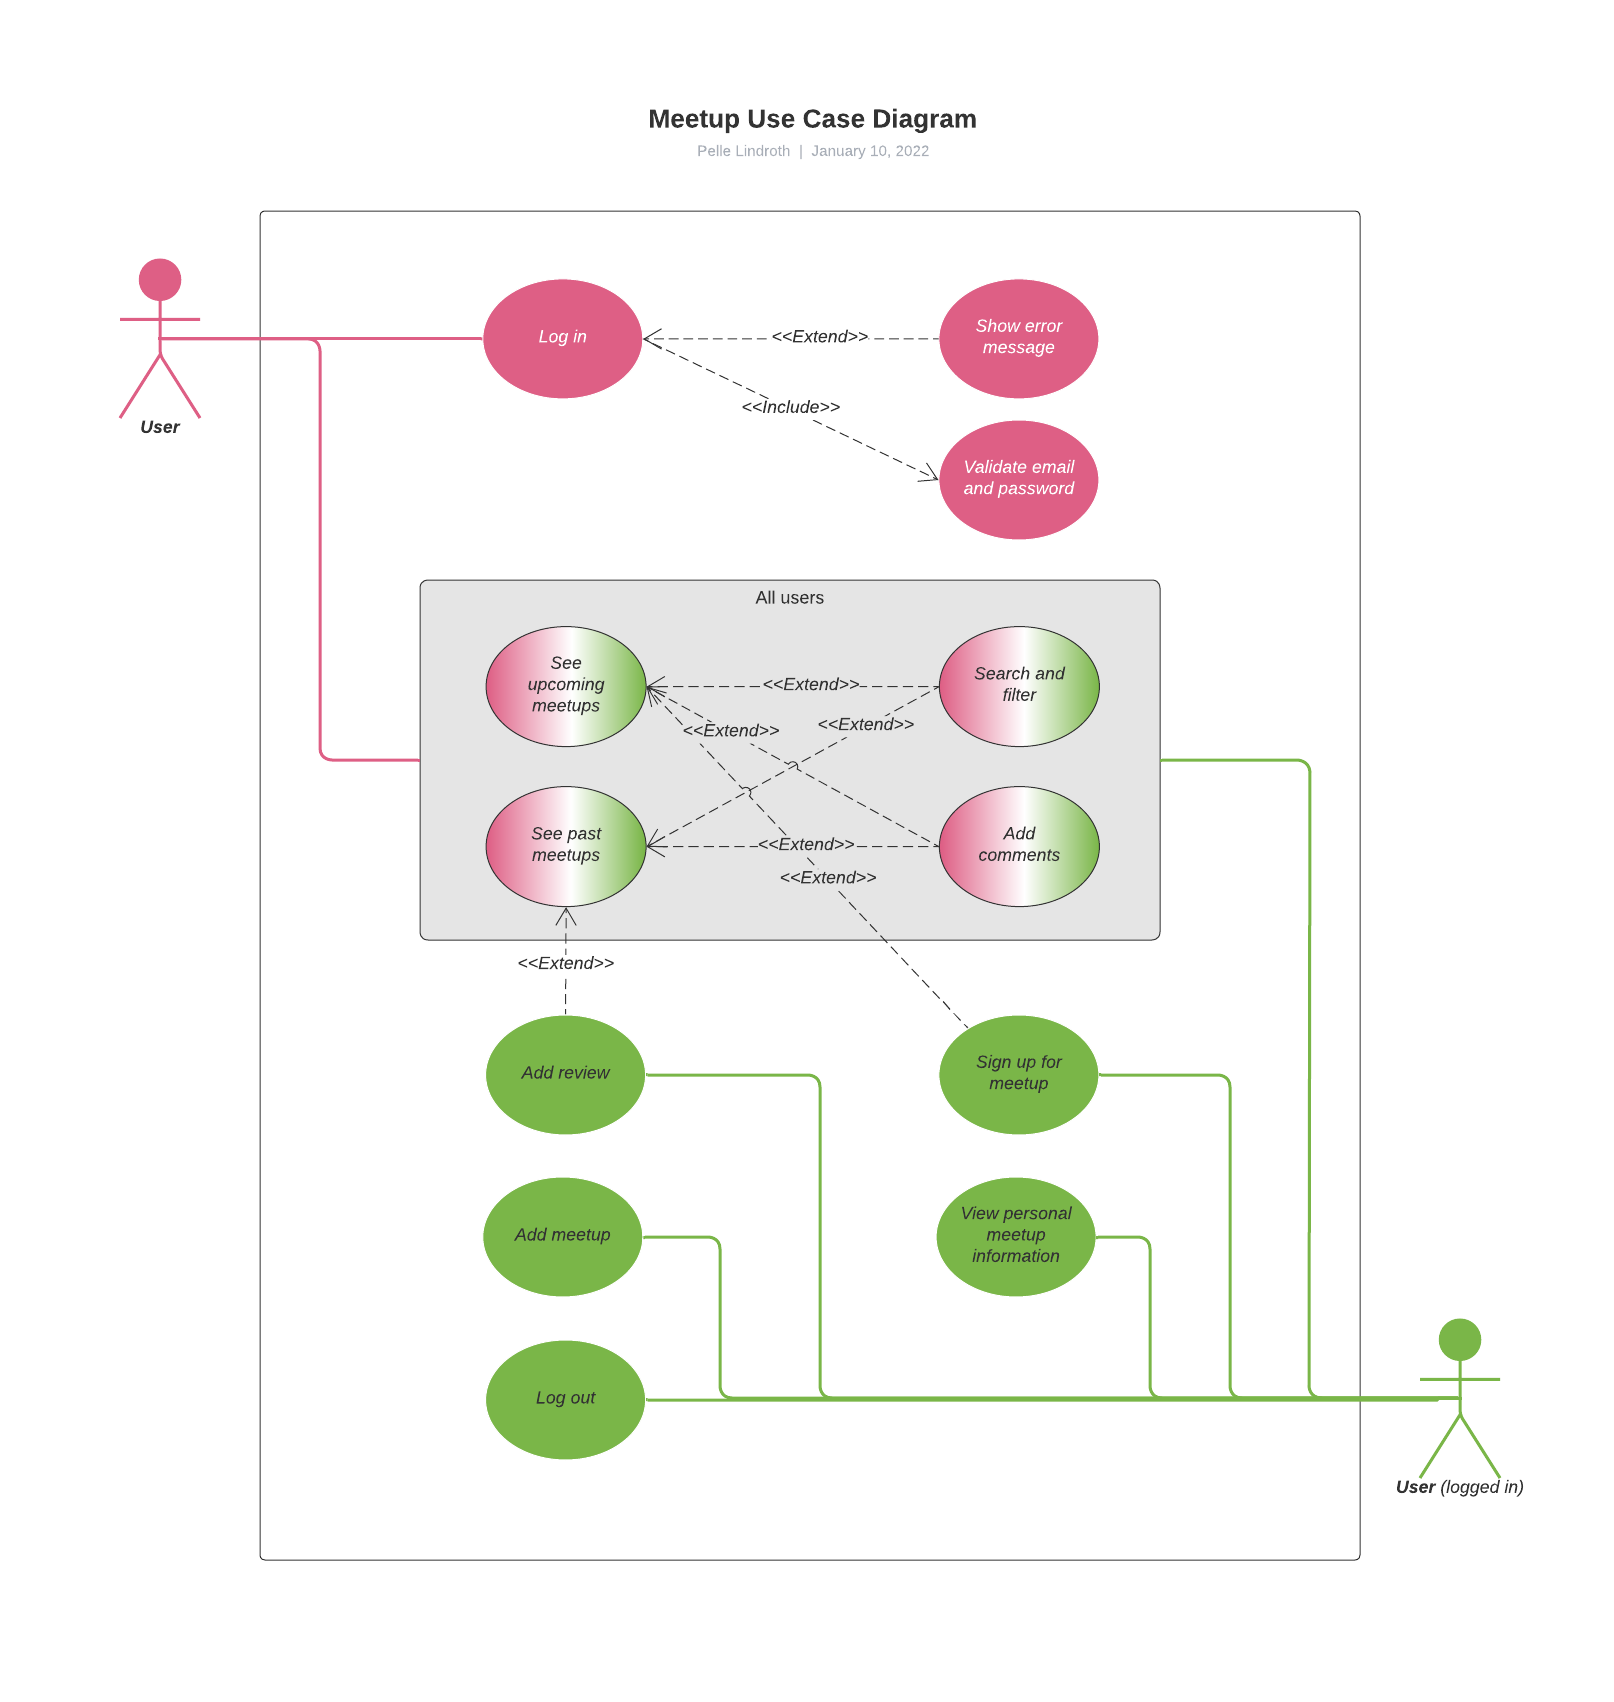 Meetup Use Case Diagram
Pelle Lindroth | January 10, 2022
User
Log in
<<Extend>>
Show error
message
<<Include>>
Validate email
and password
All users
See
upcoming
meetups
<<Extend>>
Search and
filter
<<Extend>>
<<Extend>>
See past
meetups
<<Extend>>
Add
comments
<<Extend>>
<<Extend>>
Add review
Sign up for
meetup
Add meetup
View personal
meetup
information
Log out
User (logged in)